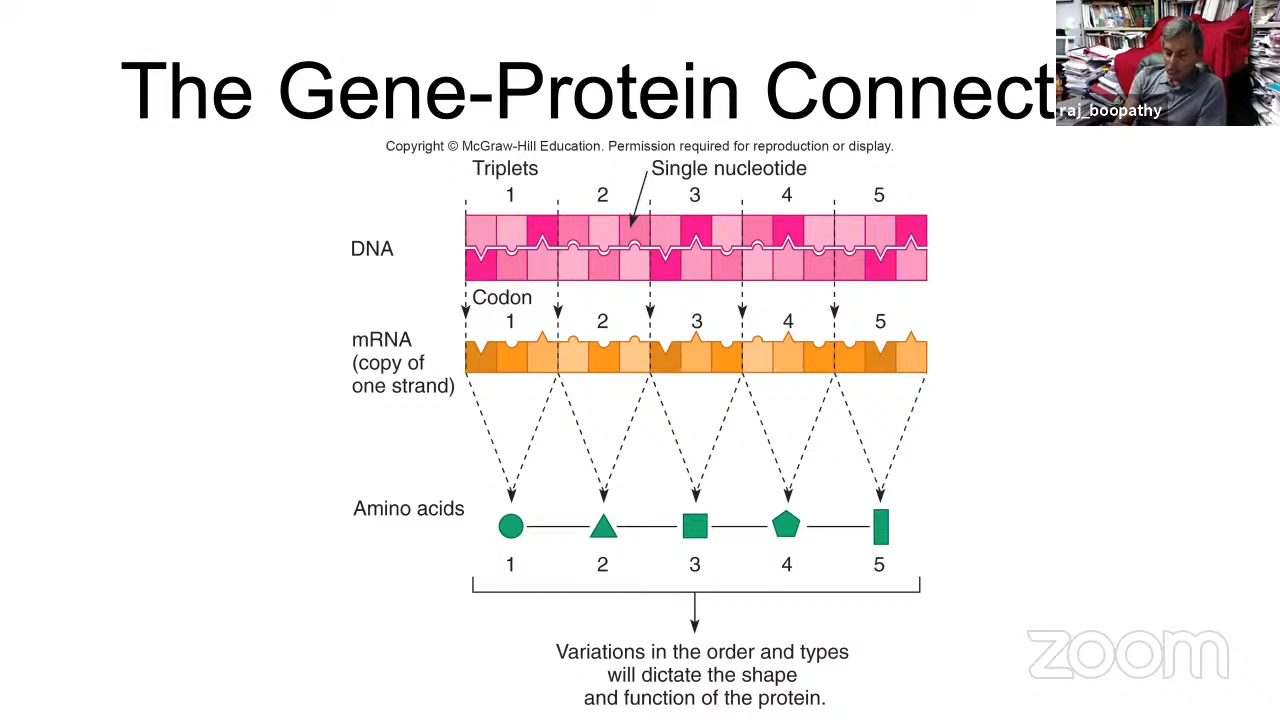 The Gene-Protein Connect
raj_boopathy
Copyright © McGraw-Hill Education. Permission required for reproduction or display.
Triplets
Single nucleotide
1 2 3 4 5
DNA
Codon
1 2 3 4 5
mRNA
(copy of
one strand)
Amino acids
1 2 3 4 5
Variations in the order and types
will dictate the shape
and function of the protein.
zoom